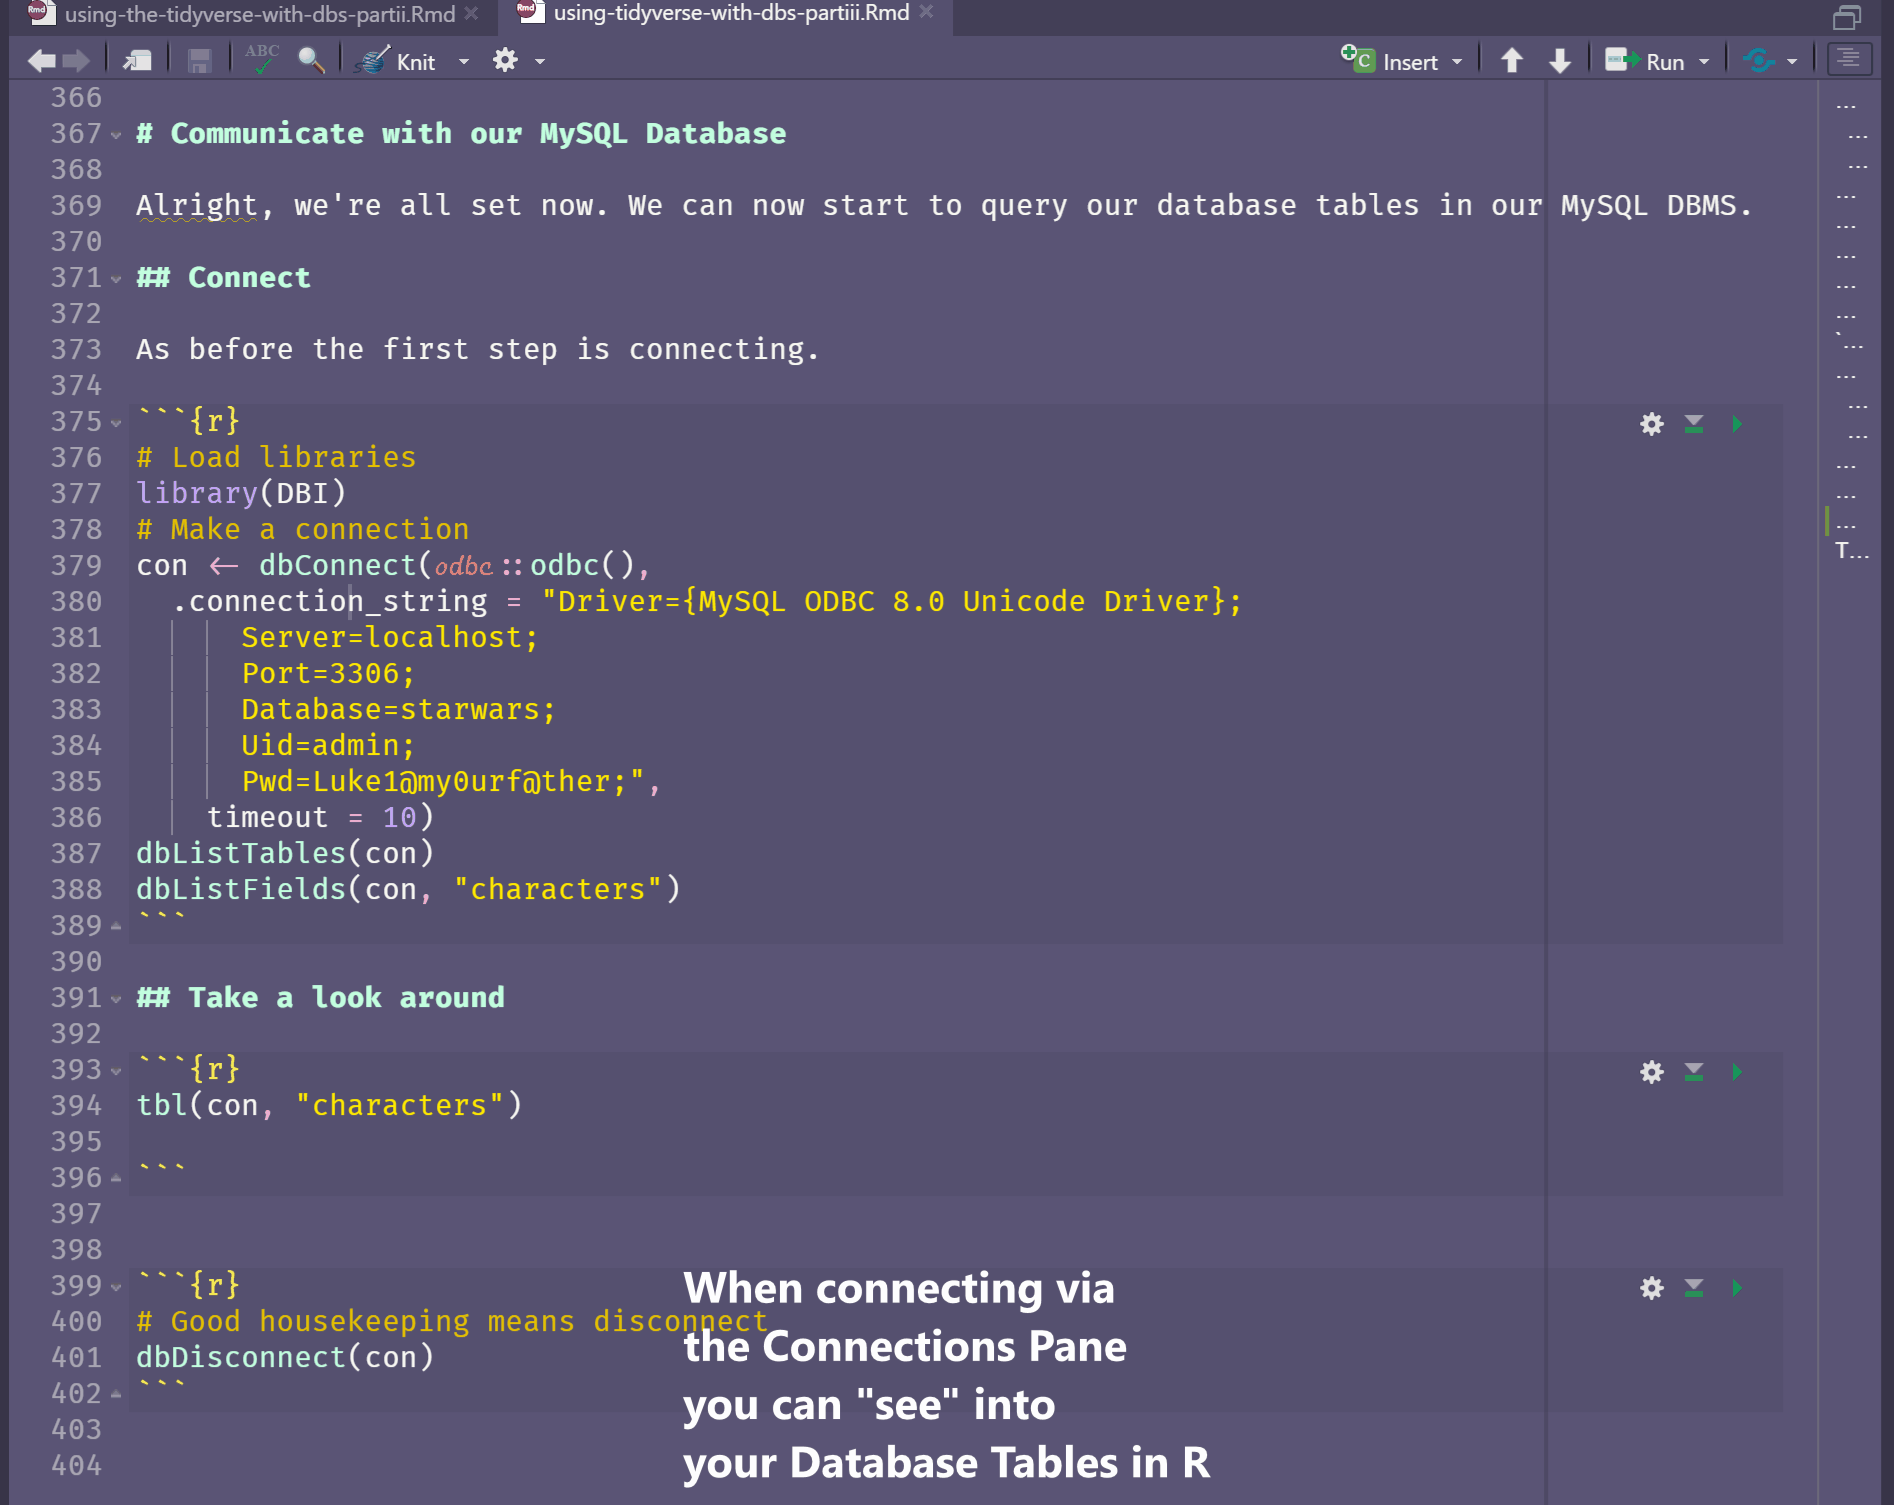 using-the-tidyverse-with-dbs-partii.Rmd
using-tidyverse-with-dbs-partiii.Rmd
ABC Knit Insert Run
366
367 # Communicate with our MySQL Database
368
369 Alright, we're all set now. We can now start to query our database tables in our MySQL DBMS.
370
371 ## Connect
372
373 As before the first step is connecting.
374
375 ```{r}
376 # Load libraries
377 library(DBI)
378 # Make a connection
379 con <- dbConnect(odbc::odbc(),
380 .connection_string = "Driver={MySQL ODBC 8.0 Unicode Driver};
381 Server=localhost;
382 Port=3306;
383 Database=starwars;
384 Uid=admin;
385 Pwd=Luke1@my0urf@ther;",
386 timeout = 10)
387 dbListTables(con)
388 dbListFields(con, "characters")
389 ```
390
391 ## Take a look around
392
393 ```{r}
394 tbl(con, "characters")
395
396 ```
397
398
399 ```{r}
400 # Good housekeeping means disconnect
401 dbDisconnect(con)
402 ```
403
404
When connecting via
the Connections Pane
you can "see" into
your Database Tables in R